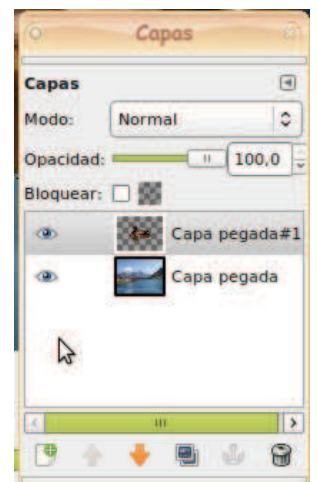 Capas
Capas
Modo: Normal
Opacidad: 100,0
Bloquear:
Capa pegada#1
Capa pegada